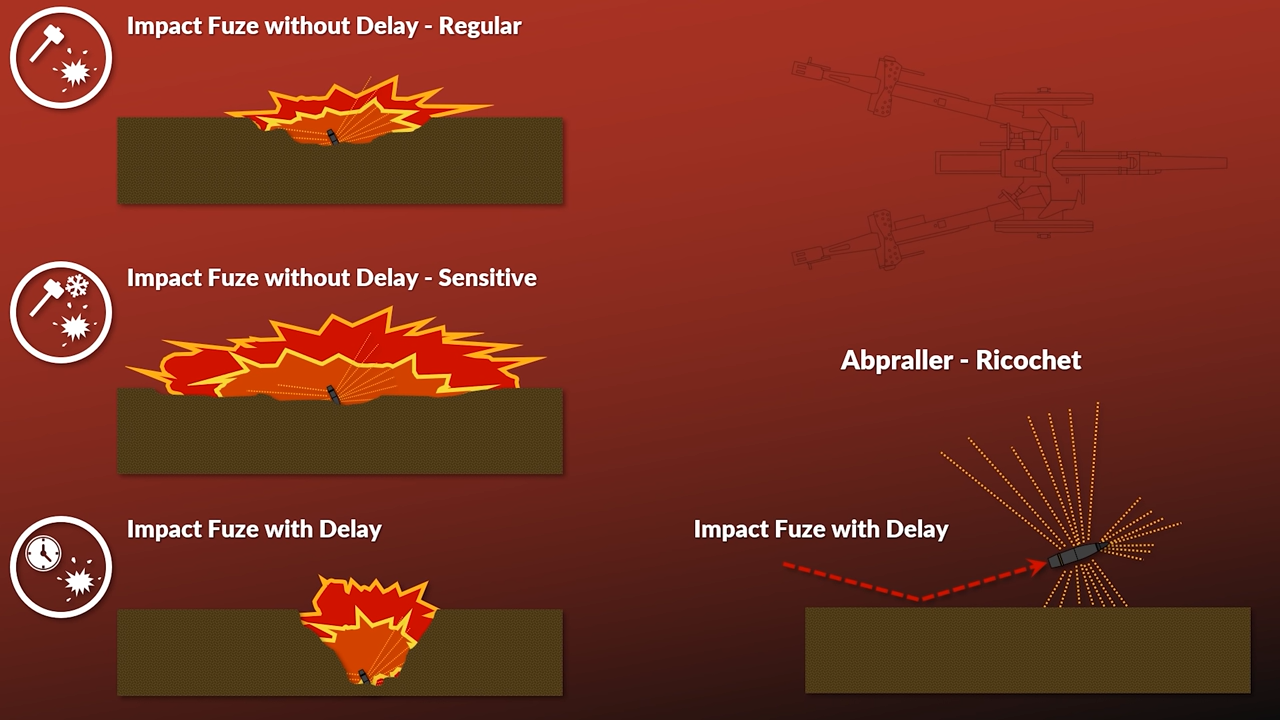 Impact Fuze without Delay - Regular
Impact Fuze without Delay - Sensitive
Abpraller - Ricochet
Impact Fuze with Delay
Impact Fuze with Delay